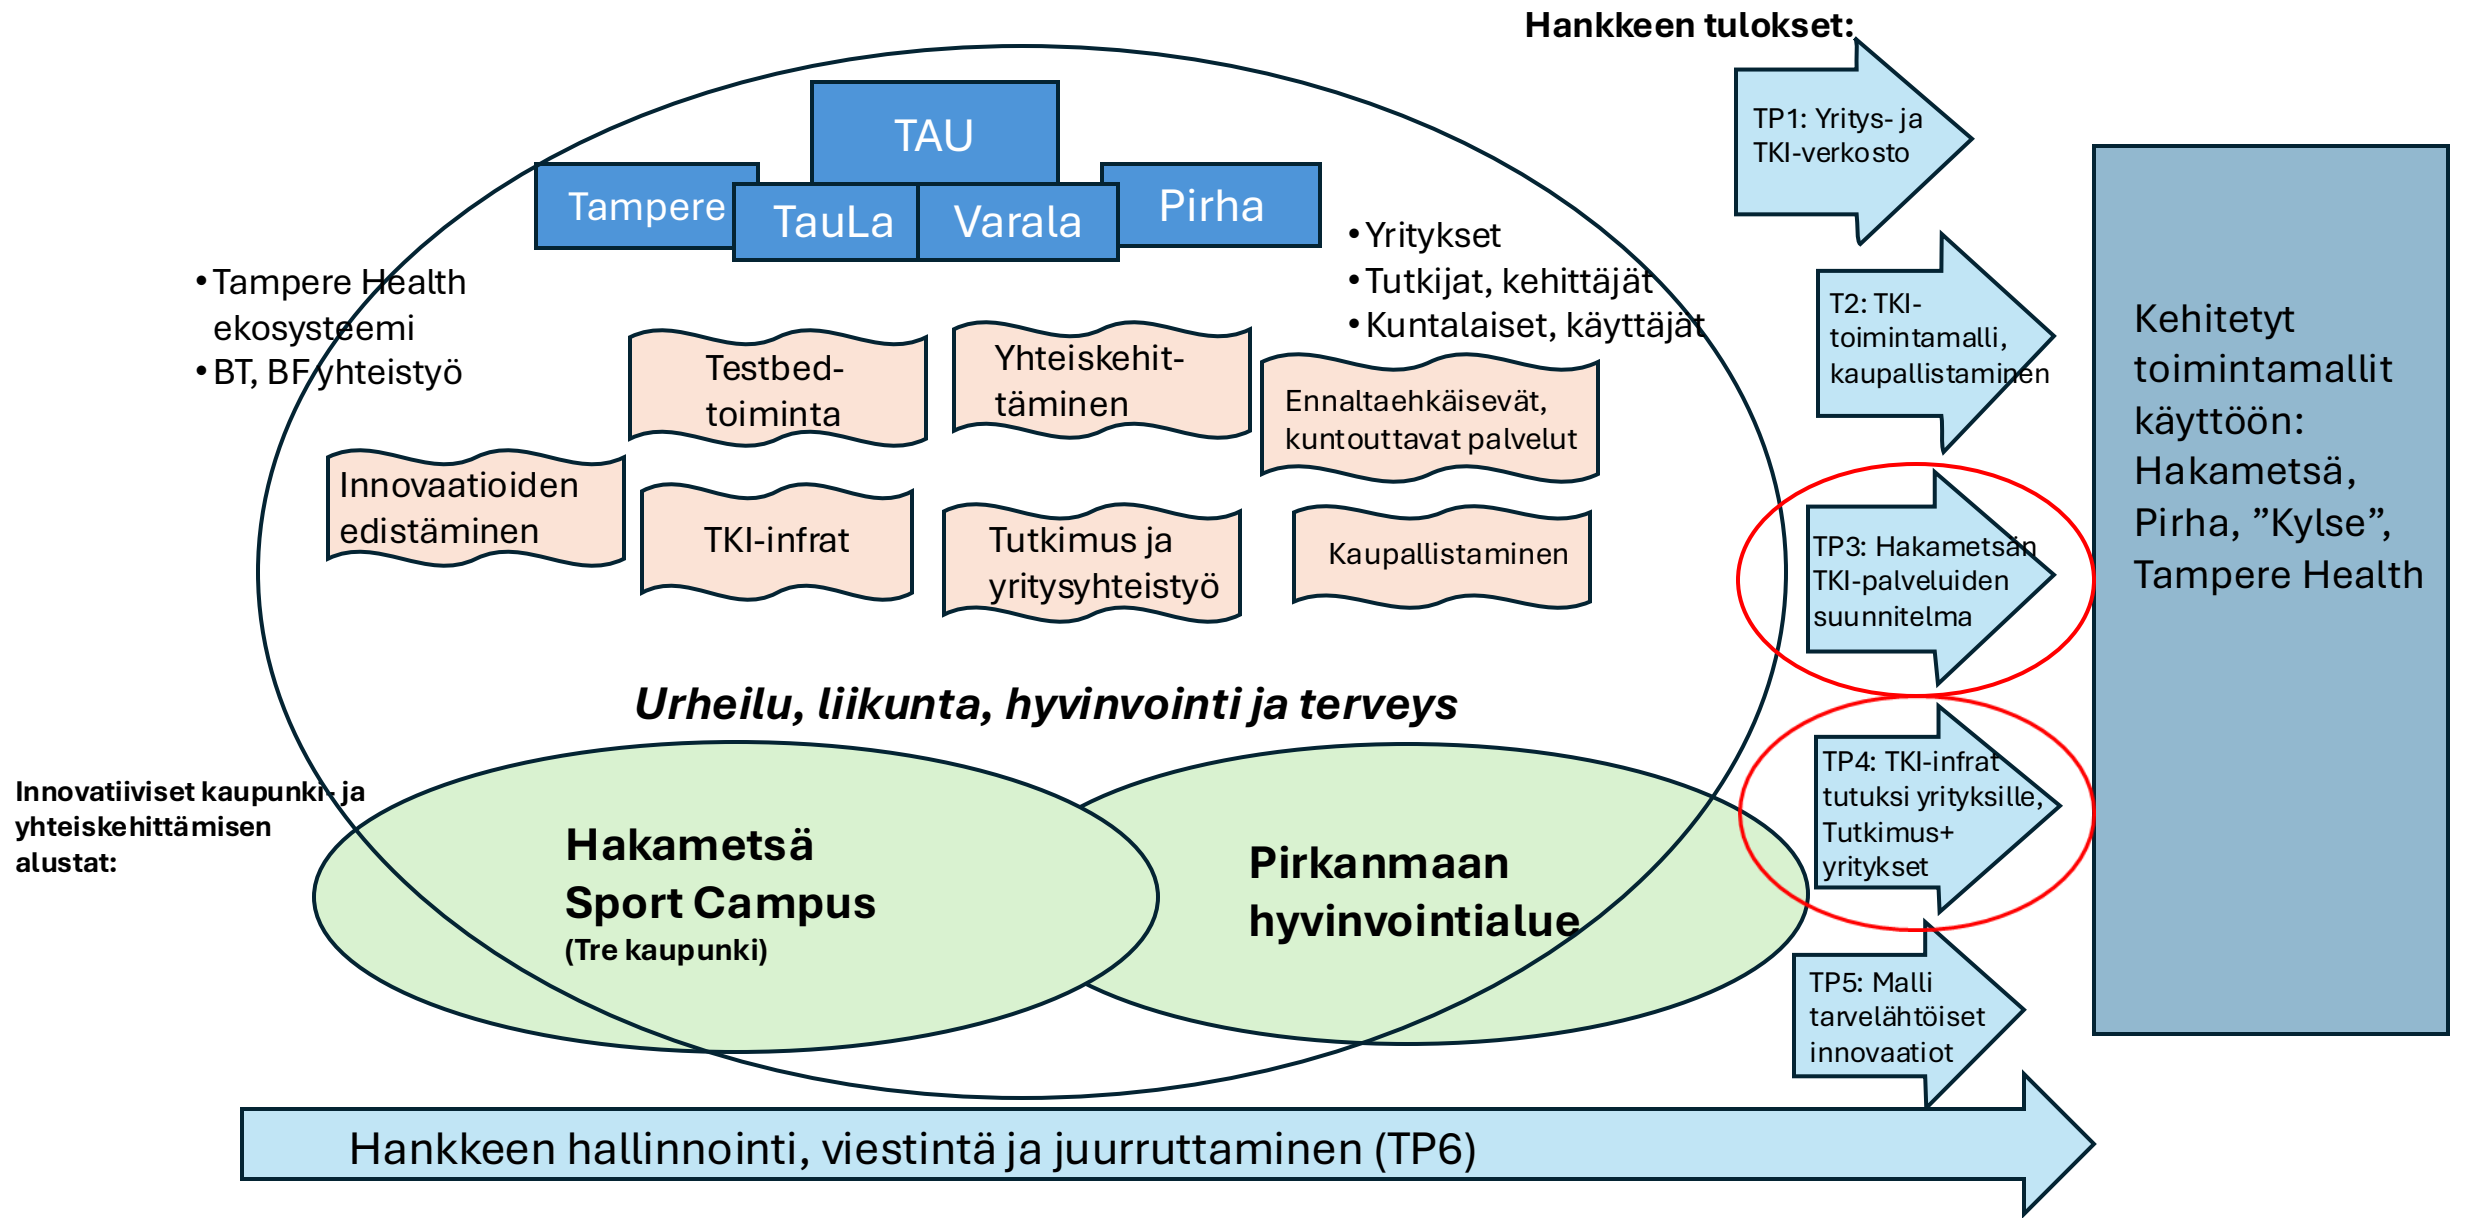 Hankkeen tulokset:
TAU
Tampere
TauLa
Varala
Pirha
• Tampere Health
ekosysteemi
• BT, BF yhteistyö
• Yritykset
• Tutkijat, kehittäjät
• Kuntalaiset, käyttäjät
Testbed-
toiminta
Yhteiskehit-
täminen
Ennaltaehkäisevät,
kuntouttavat palvelut
Innovaatioiden
edistäminen
TKI-infrat
Tutkimus ja
yritysyhteistyö
Kaupallistaminen
Urheilu, liikunta, hyvinvointi ja terveys
Innovatiiviset kaupunki- ja
yhteiskehittämisen
alustat:
Hakametsä
Sport Campus
(Tre kaupunki)
Pirkanmaan
hyvinvointialue
TP1: Yritys- ja
TKI-verkosto
T2: TKI-
toimintamalli,
kaupallistaminen
TP3: Hakametsän
TKI-palveluiden
suunnitelma
TP4: TKI-infrat
tutuksi yrityksille,
Tutkimus+
yritykset
TP5: Malli
tarvelähtöiset
innovaatiot
Kehitetyt
toimintamallit
käyttöön:
Hakametsä,
Pirha, ”Kylse”,
Tampere Health
Hankkeen hallinnointi, viestintä ja juurruttaminen (TP6)